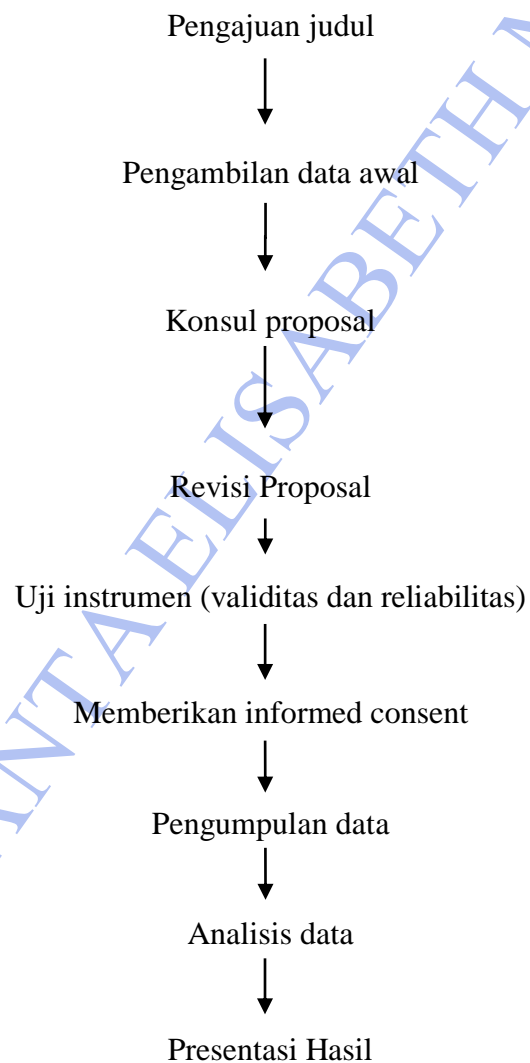 Pengajuan judul
Pengambilan data awal
Konsul proposal
Revisi Proposal
Uji instrumen (validitas dan reliabilitas)
Memberikan informed consent
Pengumpulan data
Analisis data
Presentasi Hasil
ELISABETH